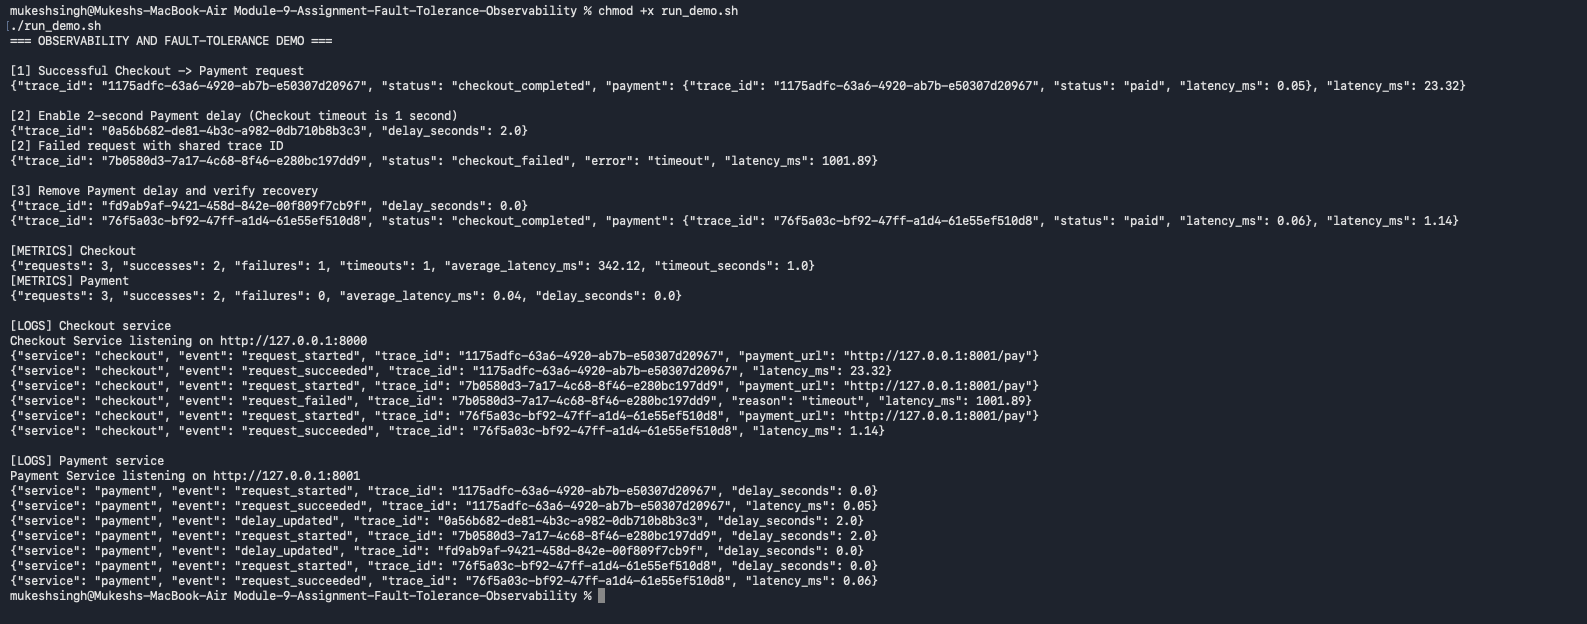 mukeshsingh@Mukeshs-MacBook-Air Module-9-Assignment-Fault-Tolerance-Observability % chmod +x run_demo.sh
./run_demo.sh
=== OBSERVABILITY AND FAULT-TOLERANCE DEMO ===
[1] Successful Checkout -> Payment request
{"trace_id": "1175adfc-63a6-4920-ab7b-e50307d20967", "status": "checkout_completed", "payment": {"trace_id": "1175adfc-63a6-4920-ab7b-e50307d20967", "status": "paid", "latency_ms": 0.05}, "latency_ms": 23.32}
[2] Enable 2-second Payment delay (Checkout timeout is 1 second)
{"trace_id": "0a56b682-de81-4b3c-a982-0db710b8b3c3", "delay_seconds": 2.0}
[2] Failed request with shared trace ID
{"trace_id": "7b0580d3-7a17-4c68-8f46-e280bc197dd9", "status": "checkout_failed", "error": "timeout", "latency_ms": 1001.89}
[3] Remove Payment delay and verify recovery
{"trace_id": "fd9ab9af-9421-458d-842e-00f809f7cb9f", "delay_seconds": 0.0}
{"trace_id": "76f5a03c-bf92-47ff-a1d4-61e55ef510d8", "status": "checkout_completed", "payment": {"trace_id": "76f5a03c-bf92-47ff-a1d4-61e55ef510d8", "status": "paid", "latency_ms": 0.06}, "latency_ms": 1.14}
[METRICS] Checkout
{"requests": 3, "successes": 2, "failures": 1, "timeouts": 1, "average_latency_ms": 342.12, "timeout_seconds": 1.0}
[METRICS] Payment
{"requests": 3, "successes": 2, "failures": 0, "average_latency_ms": 0.04, "delay_seconds": 0.0}
[LOGS] Checkout service
Checkout Service listening on http://127.0.0.1:8000
{"service": "checkout", "event": "request_started", "trace_id": "1175adfc-63a6-4920-ab7b-e50307d20967", "payment_url": "http://127.0.0.1:8001/pay"}
{"service": "checkout", "event": "request_succeeded", "trace_id": "1175adfc-63a6-4920-ab7b-e50307d20967", "latency_ms": 23.32}
{"service": "checkout", "event": "request_started", "trace_id": "7b0580d3-7a17-4c68-8f46-e280bc197dd9", "payment_url": "http://127.0.0.1:8001/pay"}
{"service": "checkout", "event": "request_failed", "trace_id": "7b0580d3-7a17-4c68-8f46-e280bc197dd9", "reason": "timeout", "latency_ms": 1001.89}
{"service": "checkout", "event": "request_started", "trace_id": "76f5a03c-bf92-47ff-a1d4-61e55ef510d8", "payment_url": "http://127.0.0.1:8001/pay"}
{"service": "checkout", "event": "request_succeeded", "trace_id": "76f5a03c-bf92-47ff-a1d4-61e55ef510d8", "latency_ms": 1.14}
[LOGS] Payment service
Payment Service listening on http://127.0.0.1:8001
{"service": "payment", "event": "request_started", "trace_id": "1175adfc-63a6-4920-ab7b-e50307d20967", "delay_seconds": 0.0}
{"service": "payment", "event": "request_succeeded", "trace_id": "1175adfc-63a6-4920-ab7b-e50307d20967", "latency_ms": 0.05}
{"service": "payment", "event": "delay_updated", "trace_id": "0a56b682-de81-4b3c-a982-0db710b8b3c3", "delay_seconds": 2.0}
{"service": "payment", "event": "request_started", "trace_id": "7b0580d3-7a17-4c68-8f46-e280bc197dd9", "delay_seconds": 2.0}
{"service": "payment", "event": "delay_updated", "trace_id": "fd9ab9af-9421-458d-842e-00f809f7cb9f", "delay_seconds": 0.0}
{"service": "payment", "event": "request_started", "trace_id": "76f5a03c-bf92-47ff-a1d4-61e55ef510d8", "delay_seconds": 0.0}
{"service": "payment", "event": "request_succeeded", "trace_id": "76f5a03c-bf92-47ff-a1d4-61e55ef510d8", "latency_ms": 0.06}
mukeshsingh@Mukeshs-MacBook-Air Module-9-Assignment-Fault-Tolerance-Observability %